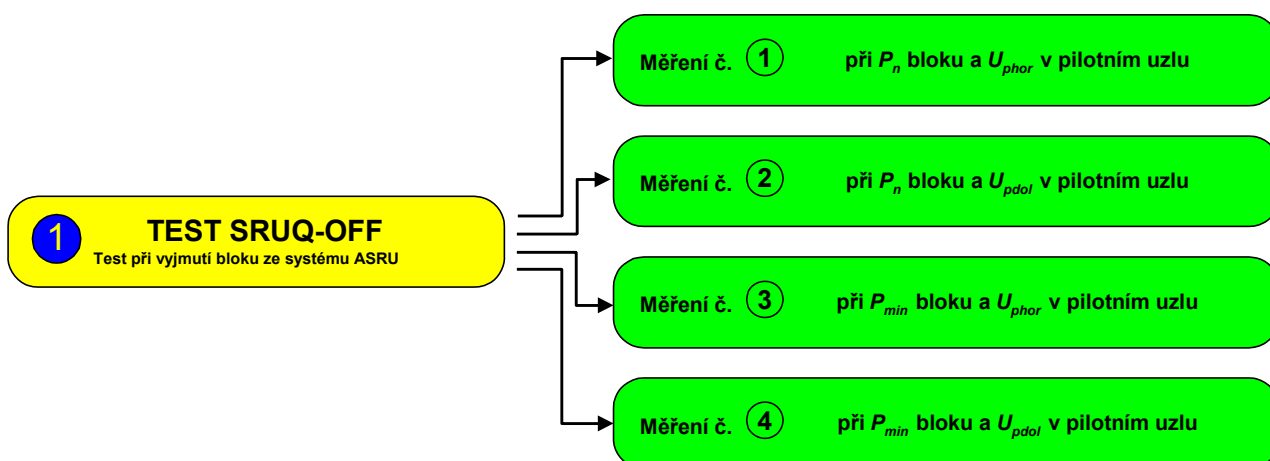 Měření č. 1 při Pn bloku a Uphor v pilotním uzlu
Měření č. 2 při Pn bloku a Updol v pilotním uzlu
1 TEST SRUQ-OFF
Test při vyjmutí bloku ze systému ASRU
Měření č. 3 při Pmin bloku a Uphor v pilotním uzlu
Měření č. 4 při Pmin bloku a Updol v pilotním uzlu